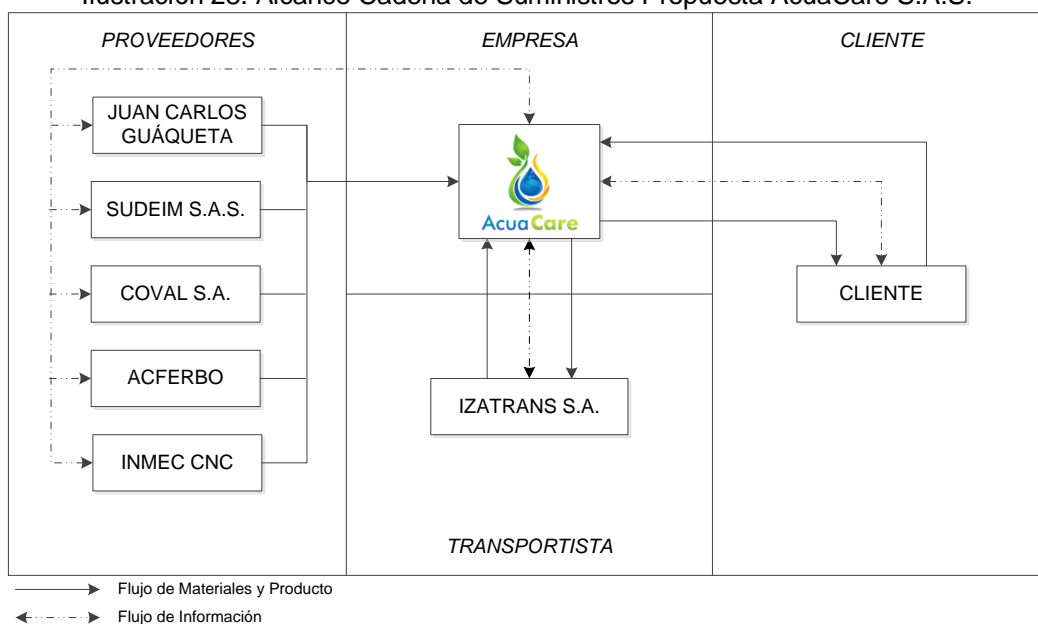 Ilustración 28. Alcance Cadena de Suministros Propuesta AcuaCare S.A.S.
PROVEEDORES
EMPRESA
CLIENTE
JUAN CARLOS
GUÁQUETA
SUDEIM S.A.S.
COVAL S.A.
ACFERBO
INMEC CNC
AcuaCare
CLIENTE
IZATRANS S.A.
TRANSPORTISTA
Flujo de Materiales y Producto
Flujo de Información